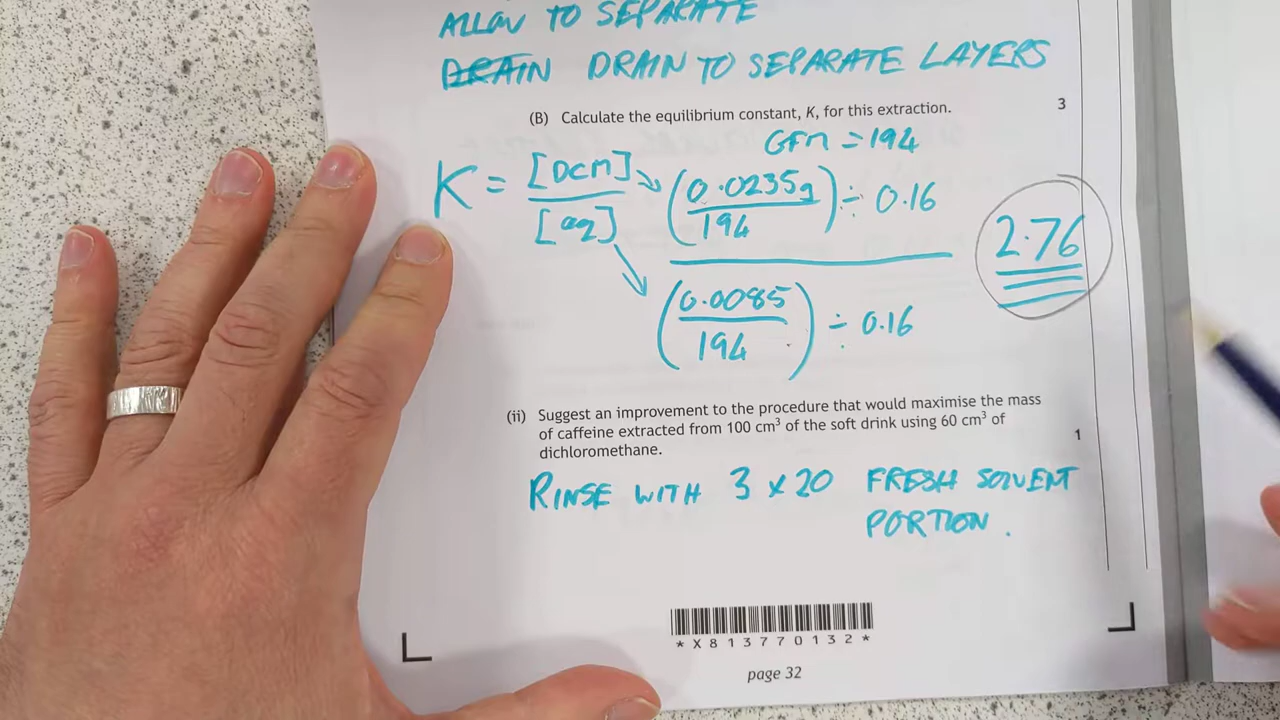 ALLOW TO SEPARATE
DRAIN DRAIN TO SEPARATE LAYERS
(B) Calculate the equilibrium constant, K, for this extraction. 3
GFM = 194
K = [DCM] / [aq]
(0.0235g / 194) ÷ 0.16
(0.0085 / 194) ÷ 0.16
2.76
(ii) Suggest an improvement to the procedure that would maximise the mass
of caffeine extracted from 100 cm³ of the soft drink using 60 cm³ of
dichloromethane. 1
RINSE WITH 3 x 20 FRESH SOLVENT
PORTION.
* X 8 1 3 7 7 0 1 3 2 *
page 32